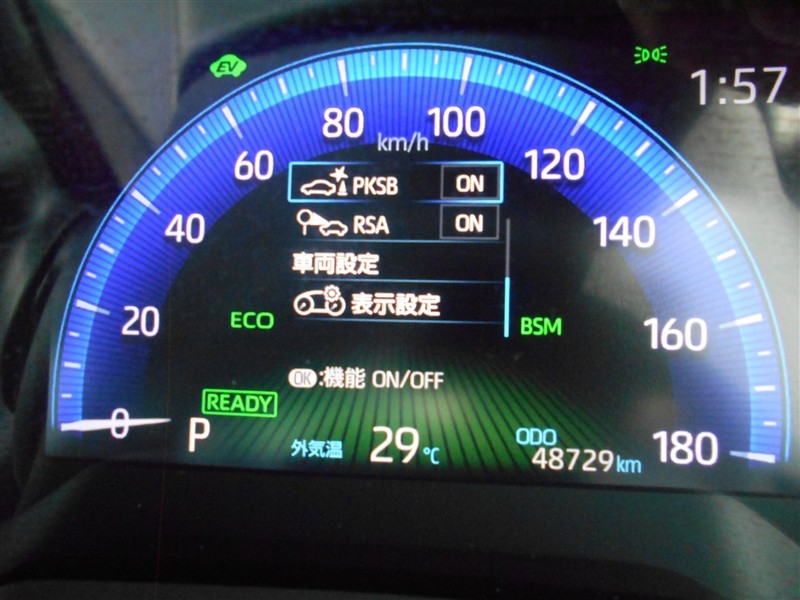 EV
1:57
80
100
km/h
60
120
PKSB ON
40
RSA ON
140
車両設定
表示設定
20
ECO
BSM
160
OK:機能 ON/OFF
READY
0
P
外気温 29℃
ODO
48729km
180